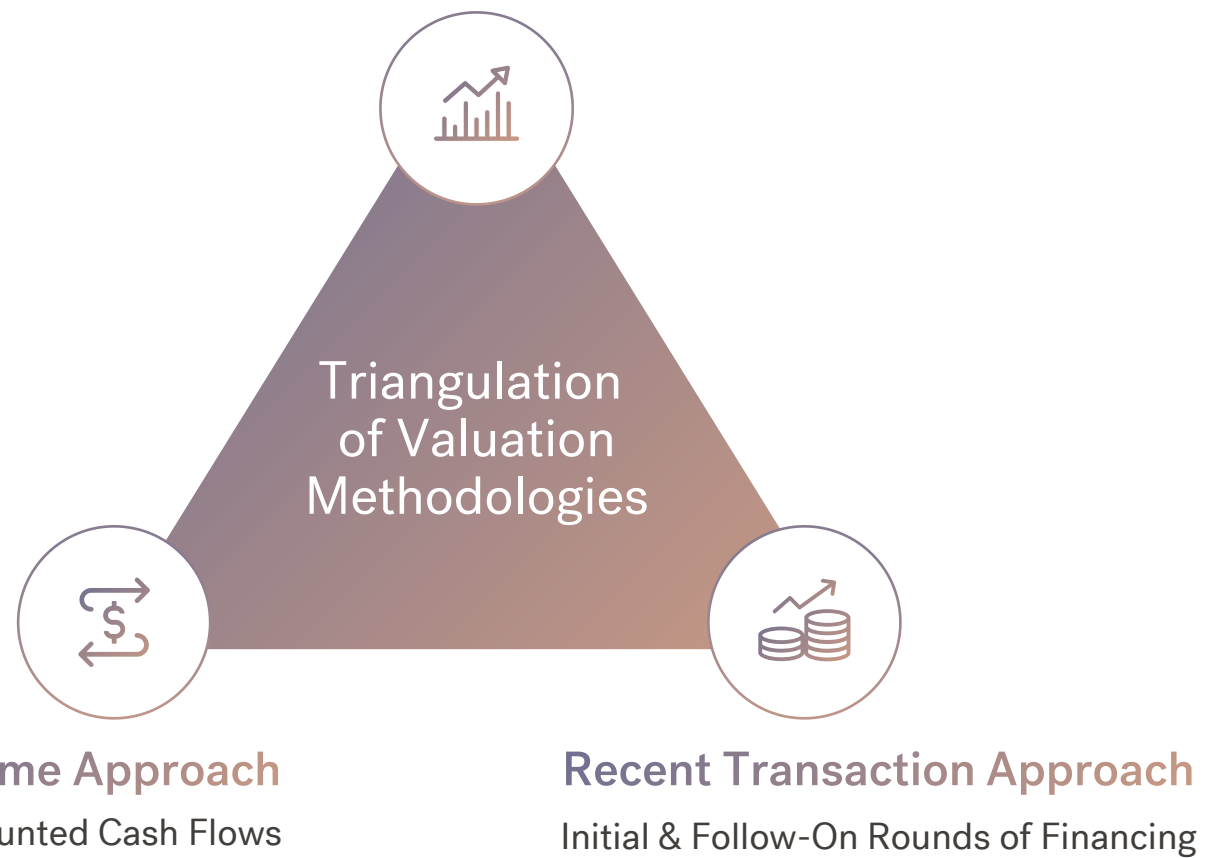 Triangulation
of Valuation
Methodologies
me Approach
Recent Transaction Approach
unted Cash Flows
Initial & Follow-On Rounds of Financing